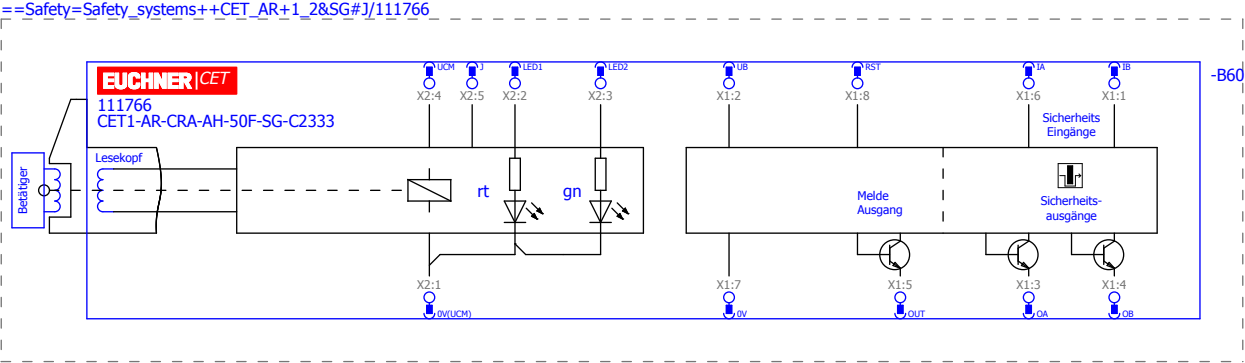 ==Safety=Safety_systems++CET_AR+1_2&SG#J/111766
UCM J LED1 LED2 UB RST IA IB
-B60
EUCHNER|CET
X2:4 X2:5 X2:2 X2:3 X1:2 X1:8 X1:6 X1:1
111766
CET1-AR-CRA-AH-50F-SG-C2333
Sicherheits
Eingänge
Lesekopf
Betätiger
rt
gn
Melde
Ausgang
Sicherheits-
ausgänge
X2:1 X1:7 X1:5 X1:3 X1:4
0V(UCM) 0V OUT OA OB